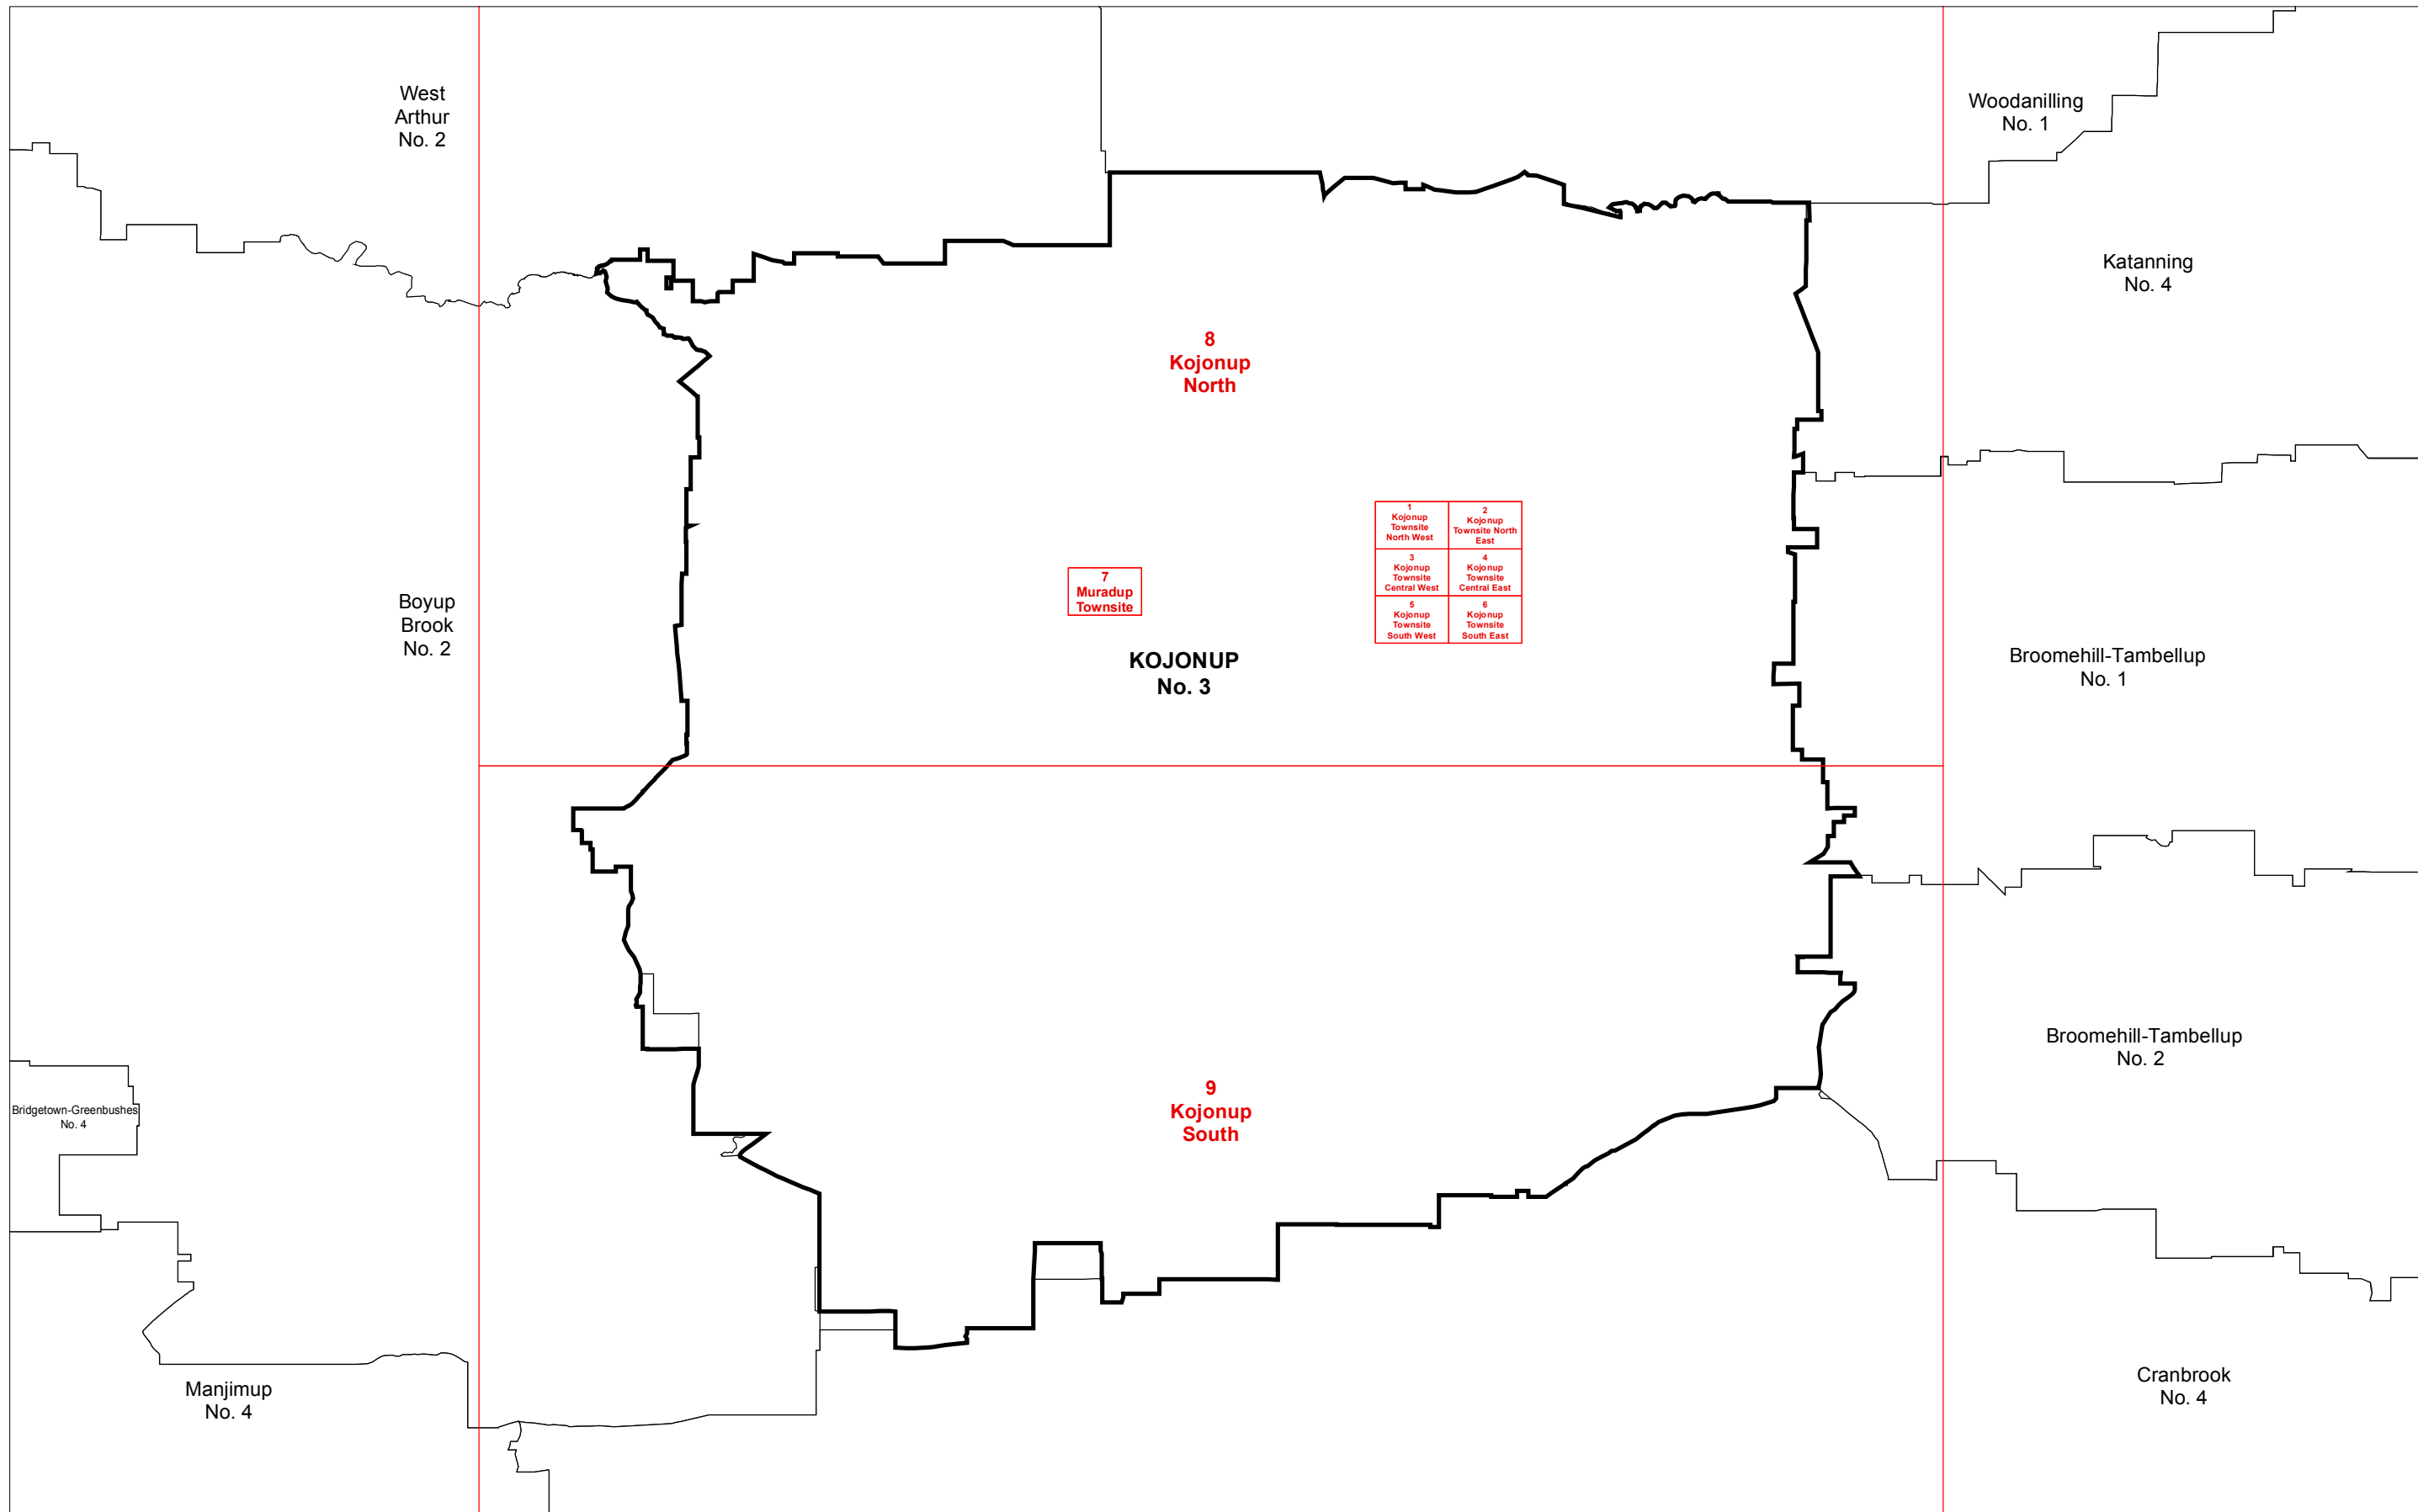 West
Arthur
No. 2
Woodanilling
No. 1
Katanning
No. 4
8
Kojonup
North
1
Kojonup
Townsite
North West
2
Kojonup
Townsite North
East
3
Kojonup
Townsite
Central West
4
Kojonup
Townsite
Central East
5
Kojonup
Townsite
South West
6
Kojonup
Townsite
South East
7
Muradup
Townsite
Boyup
Brook
No. 2
KOJONUP
No. 3
Broomehill-Tambellup
No. 1
Broomehill-Tambellup
No. 2
Bridgetown-Greenbushes
No. 4
9
Kojonup
South
Manjimup
No. 4
Cranbrook
No. 4